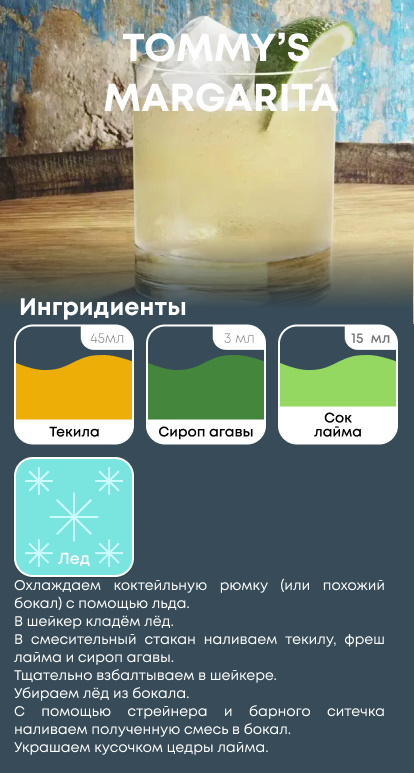 TOMMY’S
MARGARITA
Ингридиенты
45мл
3 мл
15 мл
Текила
Сироп агавы
Сок
лайма
Лед
Охлаждаем коктейльную рюмку (или похожий
бокал) с помощью льда.
В шейкер кладём лёд.
В смесительный стакан наливаем текилу, фреш
лайма и сироп агавы.
Тщательно взбалтываем в шейкере.
Убираем лёд из бокала.
С помощью стрейнера и барного ситечка
наливаем полученную смесь в бокал.
Украшаем кусочком цедры лайма.